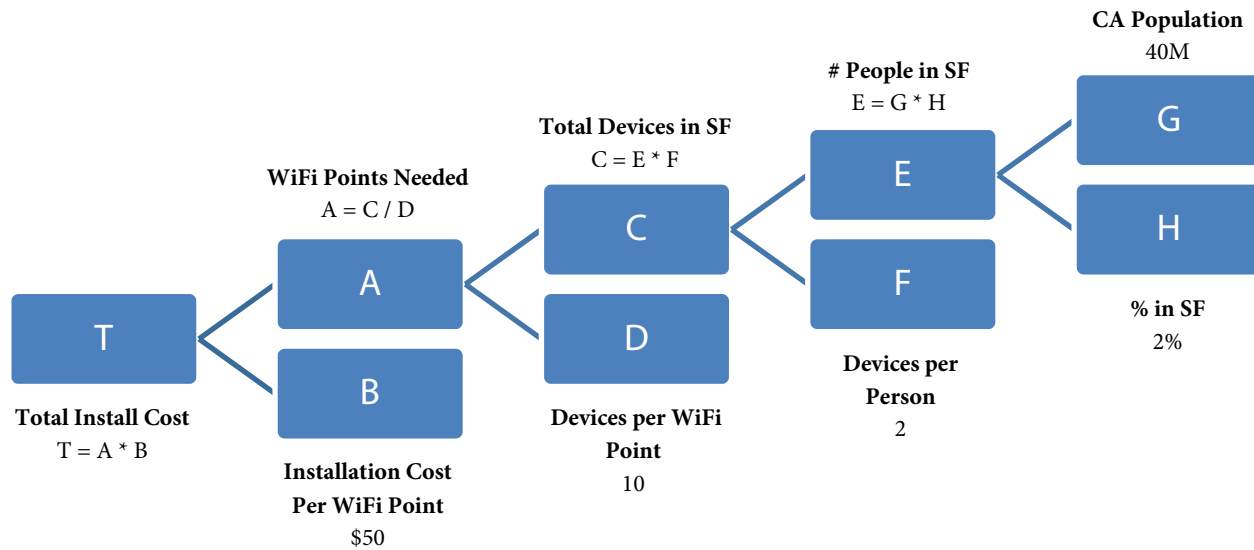 CA Population
40M
G
# People in SF
E = G * H
E
H
% in SF
2%
Total Devices in SF
C = E * F
C
F
Devices per
Person
2
WiFi Points Needed
A = C / D
A
D
Devices per WiFi
Point
10
T
Total Install Cost
T = A * B
B
Installation Cost
Per WiFi Point
$50